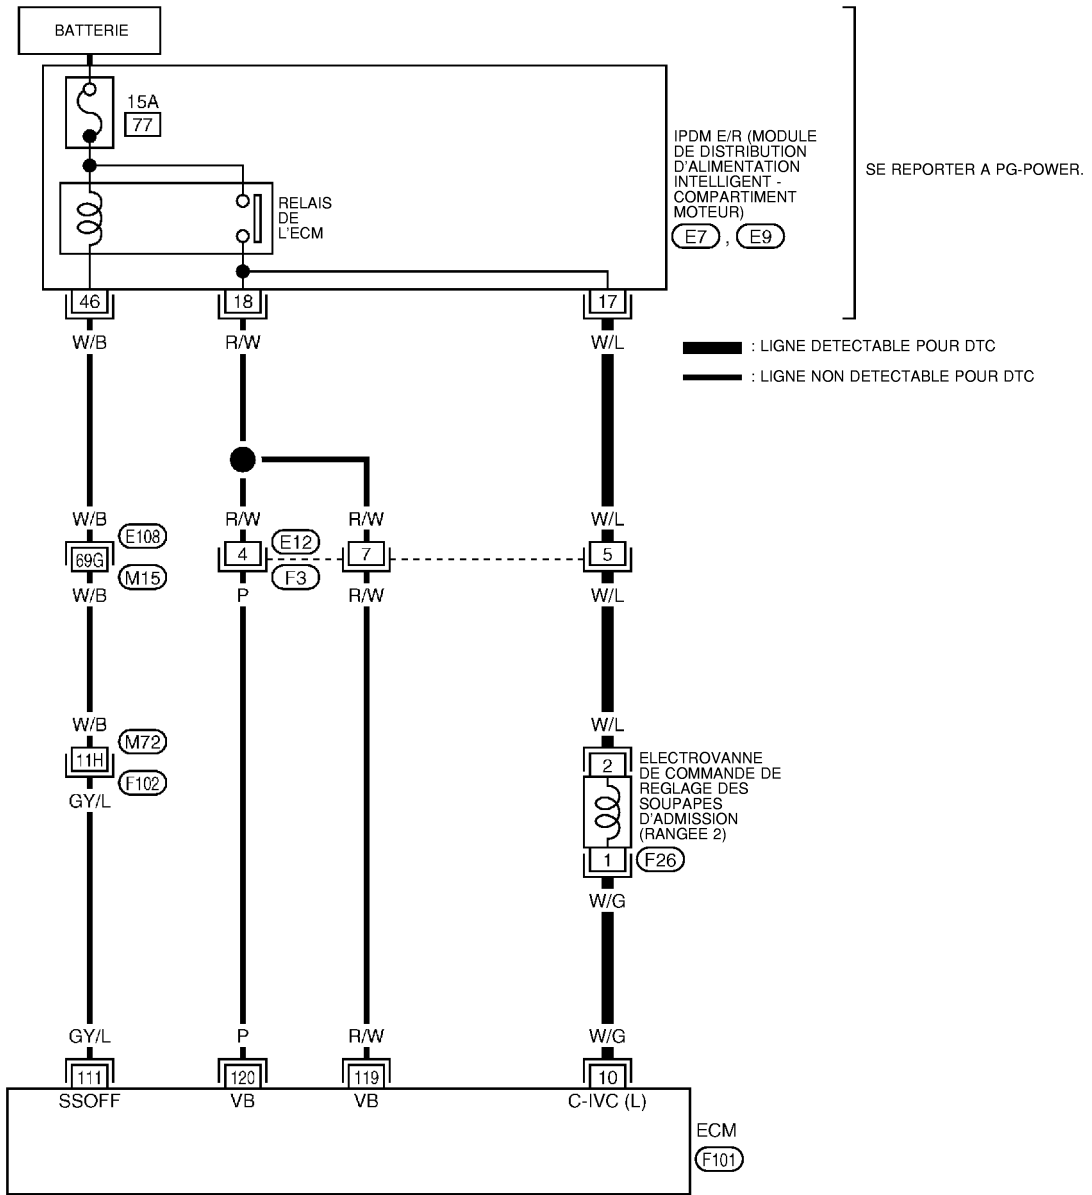 BATTERIE
15A
77
RELAIS
DE
L'ECM
IPDM E/R (MODULE
DE DISTRIBUTION
D'ALIMENTATION
INTELLIGENT -
COMPARTIMENT
MOTEUR)
E7 , E9
SE REPORTER A PG-POWER.
46 18 17
W/B R/W W/L
: LIGNE DETECTABLE POUR DTC
: LIGNE NON DETECTABLE POUR DTC
W/B R/W R/W W/L
E108 E12
69G 4 7 5
M15 F3
W/B P R/W W/L
W/B W/L
M72
11H
F102
GY/L
2
ELECTROVANNE
DE COMMANDE DE
REGLAGE DES
SOUPAPES
D'ADMISSION
(RANGEE 2)
1 F26
W/G
GY/L P R/W W/G
111 120 119 10
SSOFF VB VB C-IVC (L)
ECM
F101